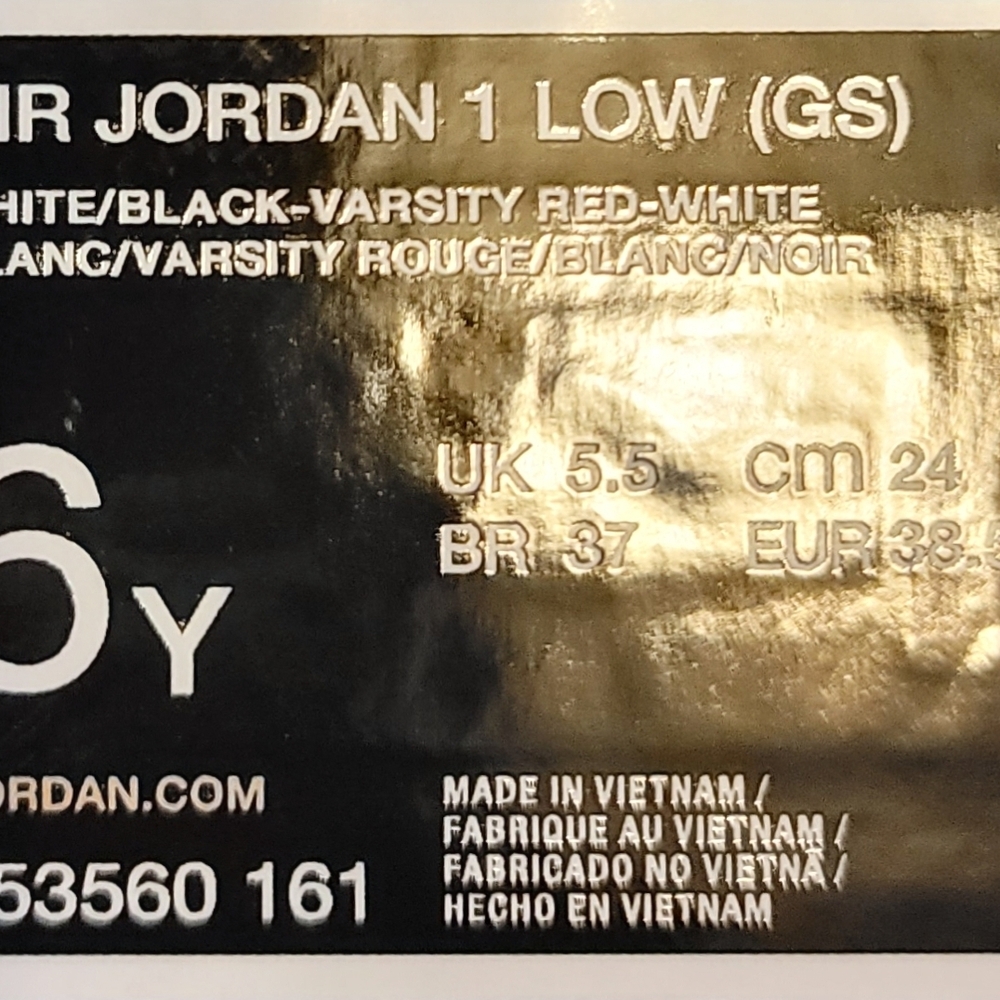 IR JORDAN 1 LOW (GS)
HITE/BLACK-VARSITY RED-WHITE
LANC/VARSITY ROUGE/BLANC/NOIR
6Y
UK 5.5 CM 24
BR 37 EUR 38.5
ORDAN.COM
53560 161
MADE IN VIETNAM /
FABRIQUE AU VIETNAM /
FABRICADO NO VIETNÃ /
HECHO EN VIETNAM